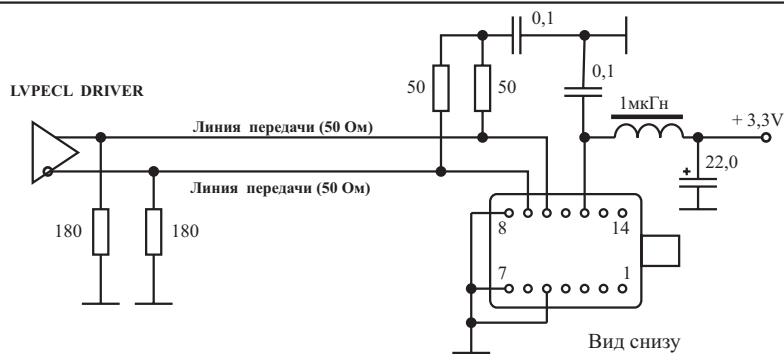 0,1
0,1
50
50
LVPECL DRIVER
1мкГн
+ 3,3V
Линия передачи (50 Ом)
22,0
+
Линия передачи (50 Ом)
180
180
8
14
7
1
Вид снизу